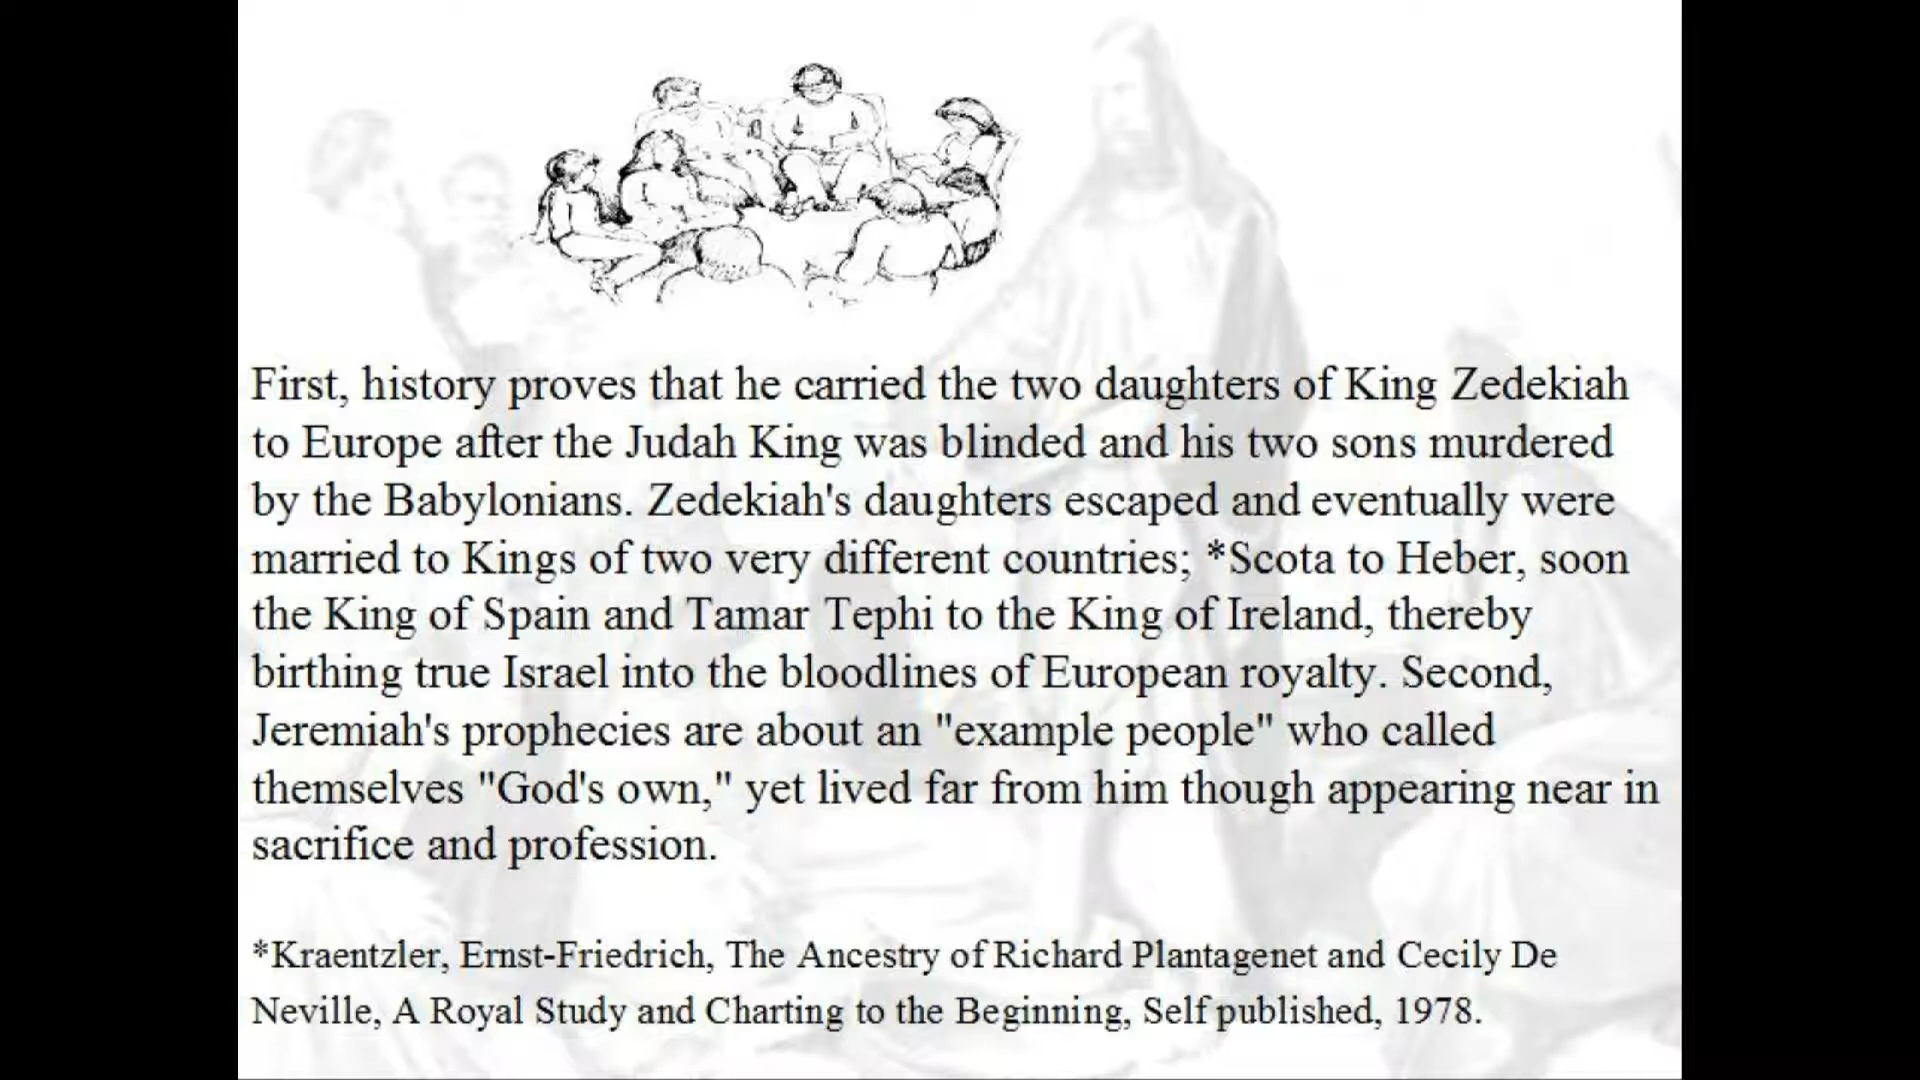 First, history proves that he carried the two daughters of King Zedekiah
to Europe after the Judah King was blinded and his two sons murdered
by the Babylonians. Zedekiah's daughters escaped and eventually were
married to Kings of two very different countries; *Scota to Heber, soon
the King of Spain and Tamar Tephi to the King of Ireland, thereby
birthing true Israel into the bloodlines of European royalty. Second,
Jeremiah's prophecies are about an "example people" who called
themselves "God's own," yet lived far from him though appearing near in
sacrifice and profession.
*Kraentzler, Ernst-Friedrich, The Ancestry of Richard Plantagenet and Cecily De
Neville, A Royal Study and Charting to the Beginning, Self published, 1978.